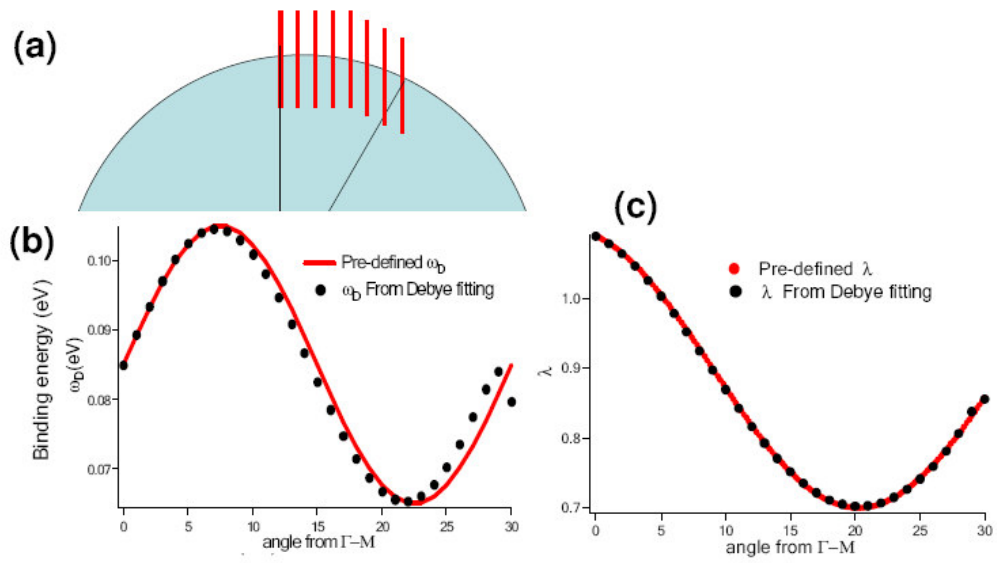 (a)
(b)
Binding energy (eV)
ω_D(eV)
0.10
0.09
0.08
0.07
Pre-defined ω_D
ω_D From Debye fitting
0 5 10 15 20 25 30
angle from Γ–M
(c)
λ
1.0
0.9
0.8
0.7
Pre-defined λ
λ From Debye fitting
0 5 10 15 20 25 30
angle from Γ–M